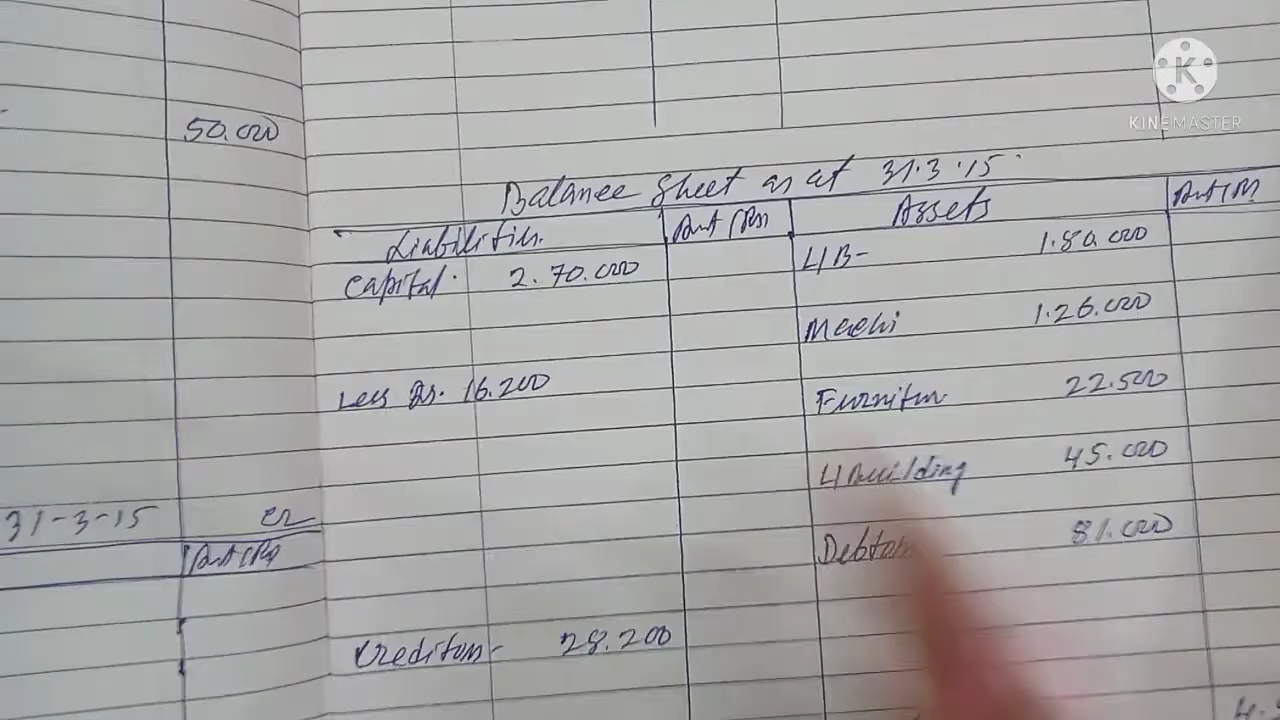 KINEMASTER
50.000
Balance Sheet as at 31.3.15
Liabilities. Amt (Rs) Assets Amt (Rs)
Capital. 2.70.000 L/B- 1.80.000
Machi 1.26.000
Less Dr. 16.200 Furnitur 22.500
L/Building 45.000
31-3-15 cr Debtors 81.000
Amt (Rs)
Creditors- 28.200